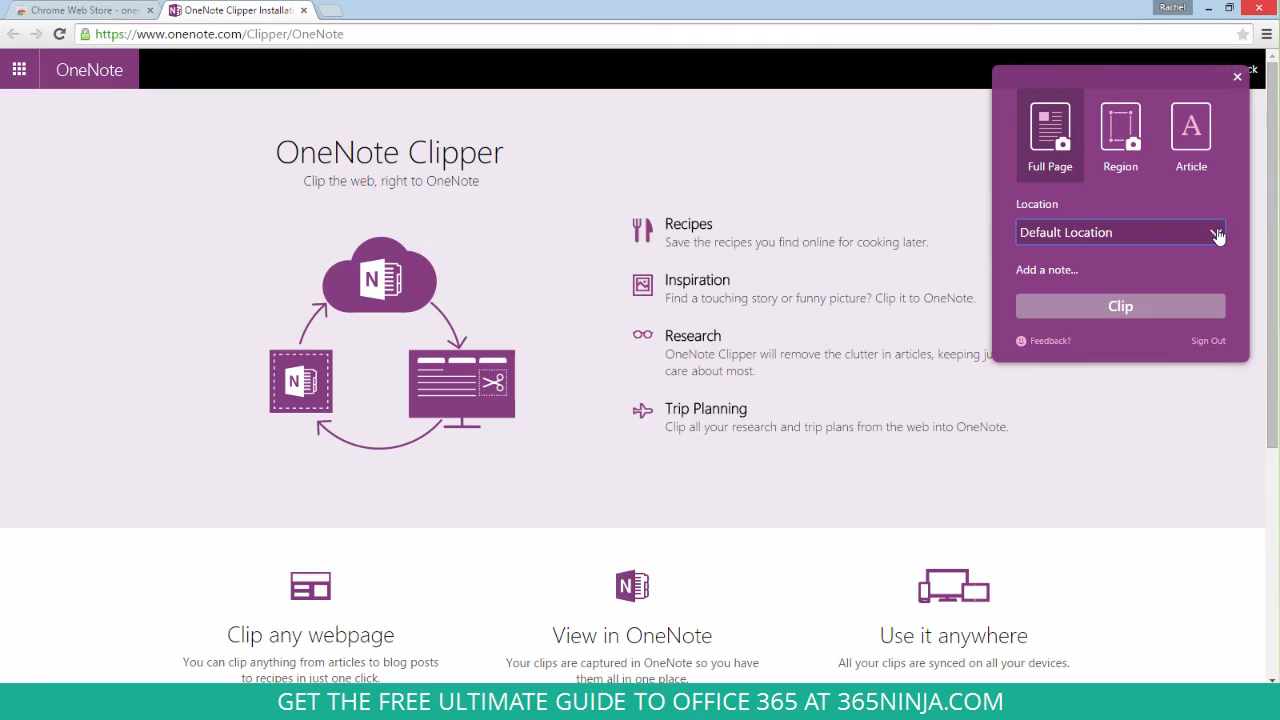 Chrome Web Store - one
OneNote Clipper Installati
Rachel
https://www.onenote.com/Clipper/OneNote
OneNote
OneNote Clipper
Clip the web, right to OneNote
Recipes
Save the recipes you find online for cooking later.
Inspiration
Find a touching story or funny picture? Clip it to OneNote.
Research
OneNote Clipper will remove the clutter in articles, keeping ju
care about most.
Trip Planning
Clip all your research and trip plans from the web into OneNote.
Full Page
Region
A
Article
Location
Default Location
Add a note...
Clip
Feedback?
Sign Out
N
N
Clip any webpage
You can clip anything from articles to blog posts
to recipes in just one click.
N
View in OneNote
Your clips are captured in OneNote so you have
them all in one place.
Use it anywhere
All your clips are synced on all your devices.
GET THE FREE ULTIMATE GUIDE TO OFFICE 365 AT 365NINJA.COM